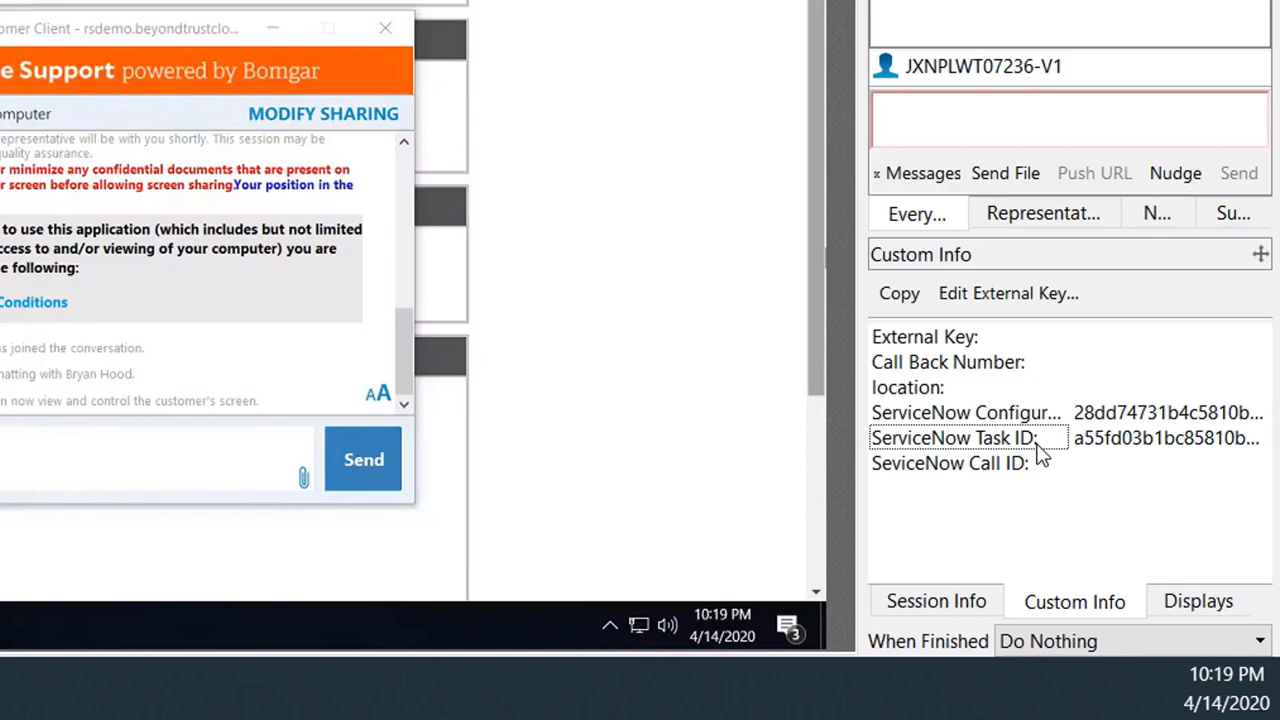 omer Client - rsdemo.beyondtrustclo...
e Support powered by Bomgar
omputer
MODIFY SHARING
epresentative will be with you shortly. This session may be
quality assurance.
r minimize any confidential documents that are present on
r screen before allowing screen sharing.Your position in the
to use this application (which includes but not limited
ccess to and/or viewing of your computer) you are
e following:
Conditions
s joined the conversation.
hatting with Bryan Hood.
n now view and control the customer's screen.
AA
Send
10:19 PM
4/14/2020
3
JXNPLWT07236-V1
« Messages Send File Push URL Nudge Send
Every... Representat... N... Su...
Custom Info
Copy Edit External Key...
External Key:
Call Back Number:
location:
ServiceNow Configur... 28dd74731b4c5810b...
ServiceNow Task ID: a55fd03b1bc85810b...
SeviceNow Call ID:
Session Info Custom Info Displays
When Finished Do Nothing
10:19 PM
4/14/2020